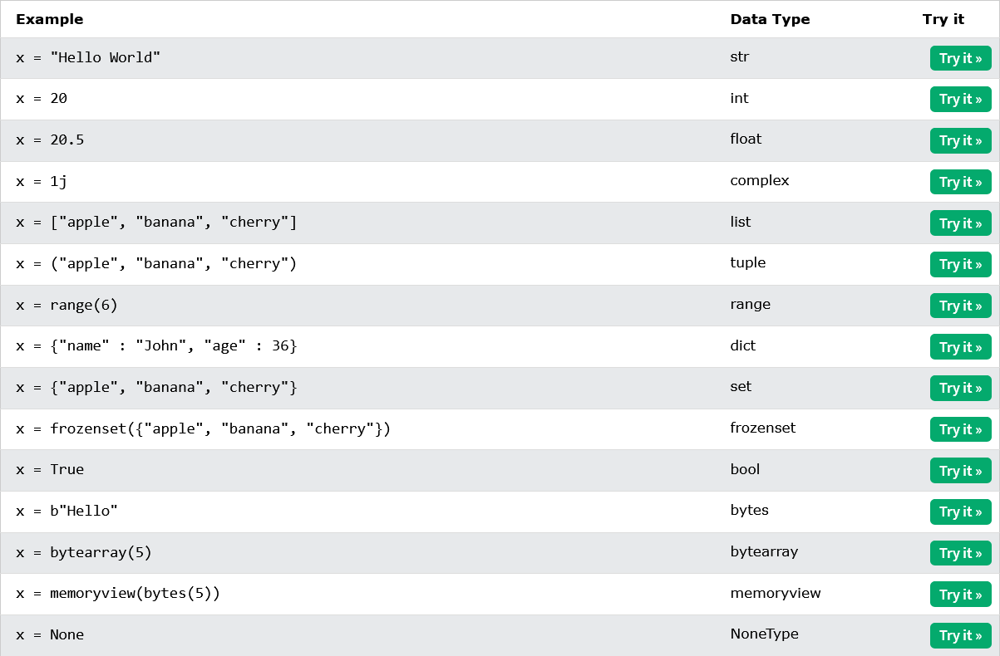 Example Data Type Try it
x = "Hello World" str Try it »
x = 20 int Try it »
x = 20.5 float Try it »
x = 1j complex Try it »
x = ["apple", "banana", "cherry"] list Try it »
x = ("apple", "banana", "cherry") tuple Try it »
x = range(6) range Try it »
x = {"name" : "John", "age" : 36} dict Try it »
x = {"apple", "banana", "cherry"} set Try it »
x = frozenset({"apple", "banana", "cherry"}) frozenset Try it »
x = True bool Try it »
x = b"Hello" bytes Try it »
x = bytearray(5) bytearray Try it »
x = memoryview(bytes(5)) memoryview Try it »
x = None NoneType Try it »